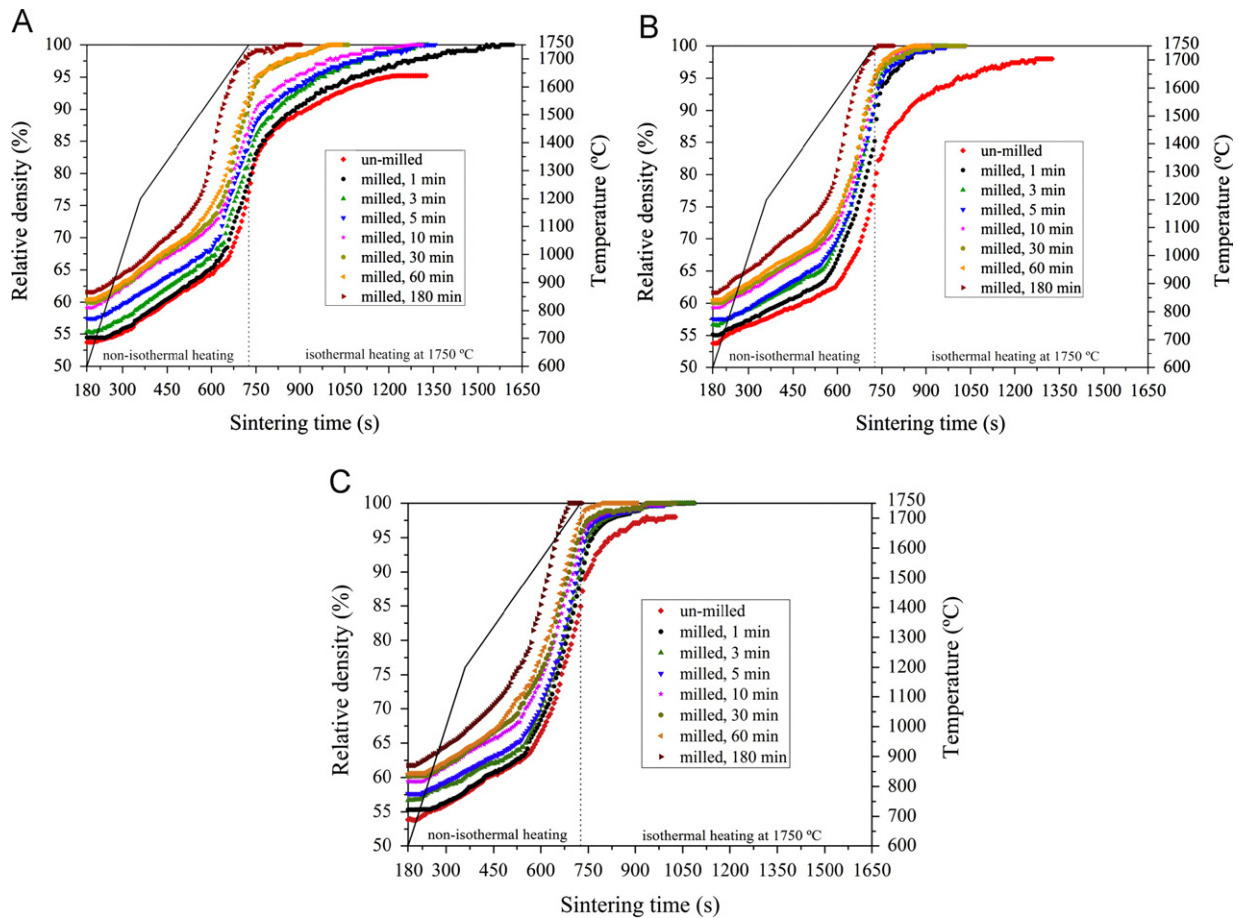 A
Relative density (%)
100
95
90
85
80
75
70
65
60
55
50
1750
1700
1600
1500
1400
1300
1200
1100
1000
900
800
700
600
Temperature (ºC)
un-milled
milled, 1 min
milled, 3 min
milled, 5 min
milled, 10 min
milled, 30 min
milled, 60 min
milled, 180 min
non-isothermal heating
isothermal heating at 1750 ºC
180 300 450 600 750 900 1050 1200 1350 1500 1650
Sintering time (s)
B
Relative density (%)
100
95
90
85
80
75
70
65
60
55
50
1750
1700
1600
1500
1400
1300
1200
1100
1000
900
800
700
600
Temperature (ºC)
un-milled
milled, 1 min
milled, 3 min
milled, 5 min
milled, 10 min
milled, 30 min
milled, 60 min
milled, 180 min
non-isothermal heating
isothermal heating at 1750 ºC
180 300 450 600 750 900 1050 1200 1350 1500 1650
Sintering time (s)
C
Relative density (%)
100
95
90
85
80
75
70
65
60
55
50
1750
1700
1600
1500
1400
1300
1200
1100
1000
900
800
700
600
Temperature (ºC)
un-milled
milled, 1 min
milled, 3 min
milled, 5 min
milled, 10 min
milled, 30 min
milled, 60 min
milled, 180 min
non-isothermal heating
isothermal heating at 1750 ºC
180 300 450 600 750 900 1050 1200 1350 1500 1650
Sintering time (s)